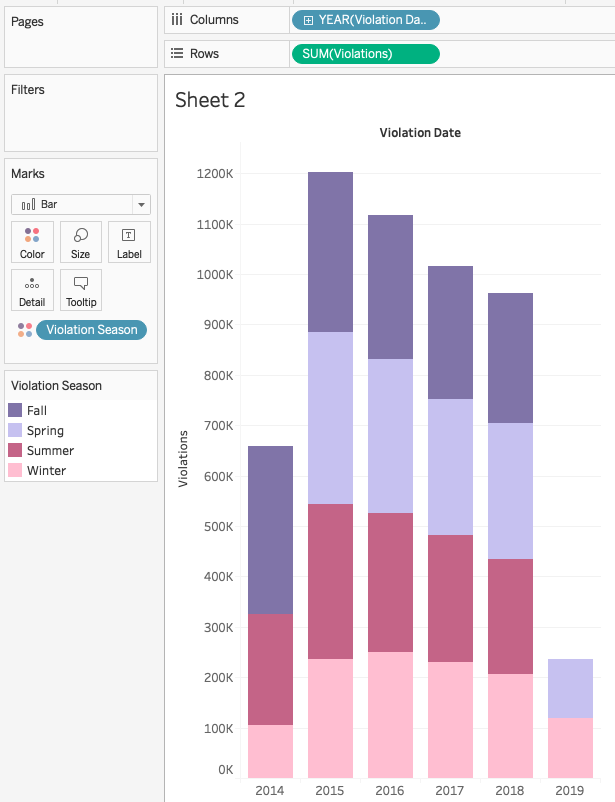 Pages
Columns
YEAR(Violation Da..
Rows
SUM(Violations)
Filters
Marks
Bar
Color
Size
T
Label
Detail
Tooltip
Violation Season
Violation Season
Fall
Spring
Summer
Winter
Sheet 2
Violation Date
Violations
1200K
1100K
1000K
900K
800K
700K
600K
500K
400K
300K
200K
100K
0K
2014
2015
2016
2017
2018
2019